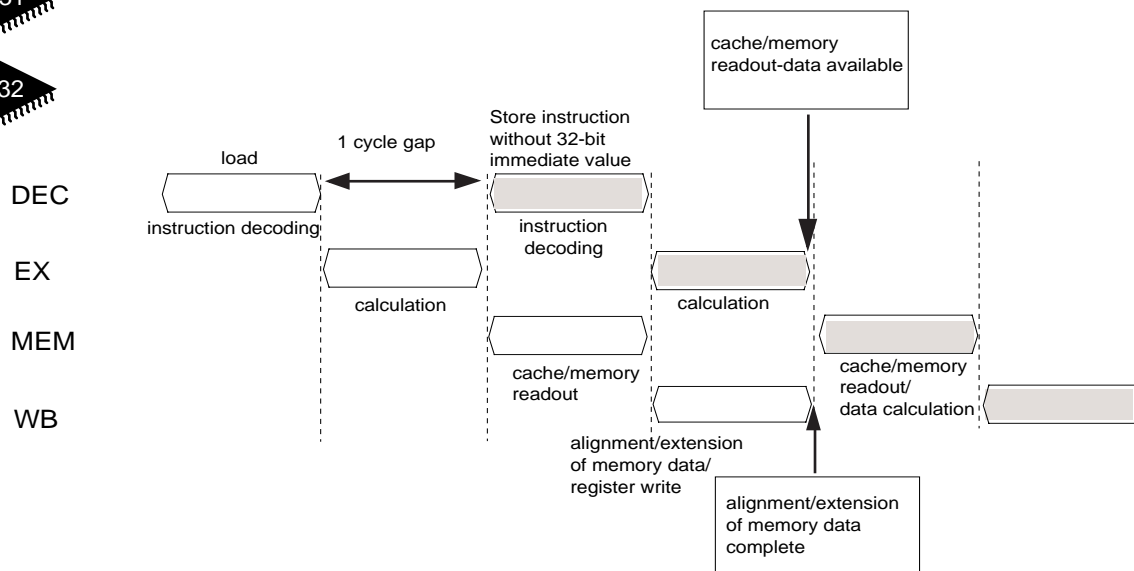 32
cache/memory
readout-data available
Store instruction
without 32-bit
immediate value
1 cycle gap
load
DEC
instruction decoding
instruction
decoding
EX
calculation
calculation
MEM
cache/memory
readout
cache/memory
readout/
data calculation
WB
alignment/extension
of memory data/
register write
alignment/extension
of memory data
complete